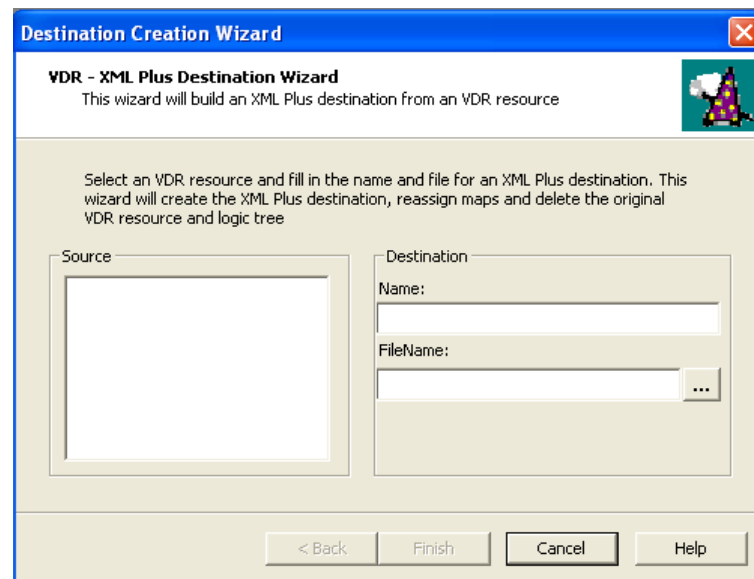 Destination Creation Wizard
VDR - XML Plus Destination Wizard
This wizard will build an XML Plus destination from an VDR resource
Select an VDR resource and fill in the name and file for an XML Plus destination. This
wizard will create the XML Plus destination, reassign maps and delete the original
VDR resource and logic tree
Source
Destination
Name:
FileName:
...
< Back
Finish
Cancel
Help